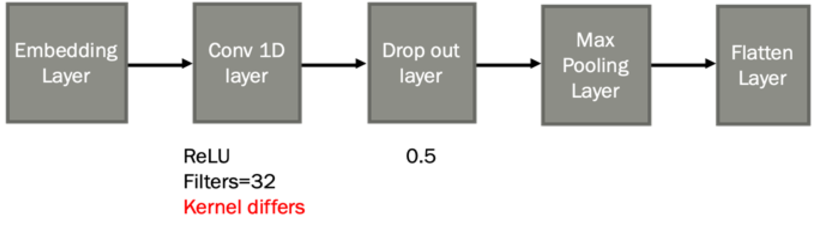 Embedding
Layer
Conv 1D
layer
Drop out
layer
Max
Pooling
Layer
Flatten
Layer
ReLU
Filters=32
Kernel differs
0.5